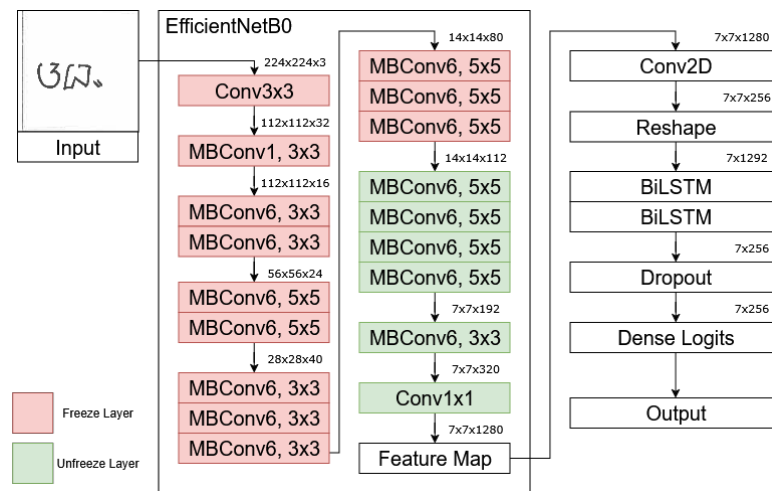 EfficientNetB0
Input
224x224x3
Conv3x3
112x112x32
MBConv1, 3x3
112x112x16
MBConv6, 3x3
MBConv6, 3x3
56x56x24
MBConv6, 5x5
MBConv6, 5x5
28x28x40
MBConv6, 3x3
MBConv6, 3x3
MBConv6, 3x3
14x14x80
MBConv6, 5x5
MBConv6, 5x5
MBConv6, 5x5
14x14x112
MBConv6, 5x5
MBConv6, 5x5
MBConv6, 5x5
MBConv6, 5x5
7x7x192
MBConv6, 3x3
7x7x320
Conv1x1
7x7x1280
Feature Map
7x7x1280
Conv2D
7x7x256
Reshape
7x1292
BiLSTM
BiLSTM
7x256
Dropout
7x256
Dense Logits
Output
Freeze Layer
Unfreeze Layer